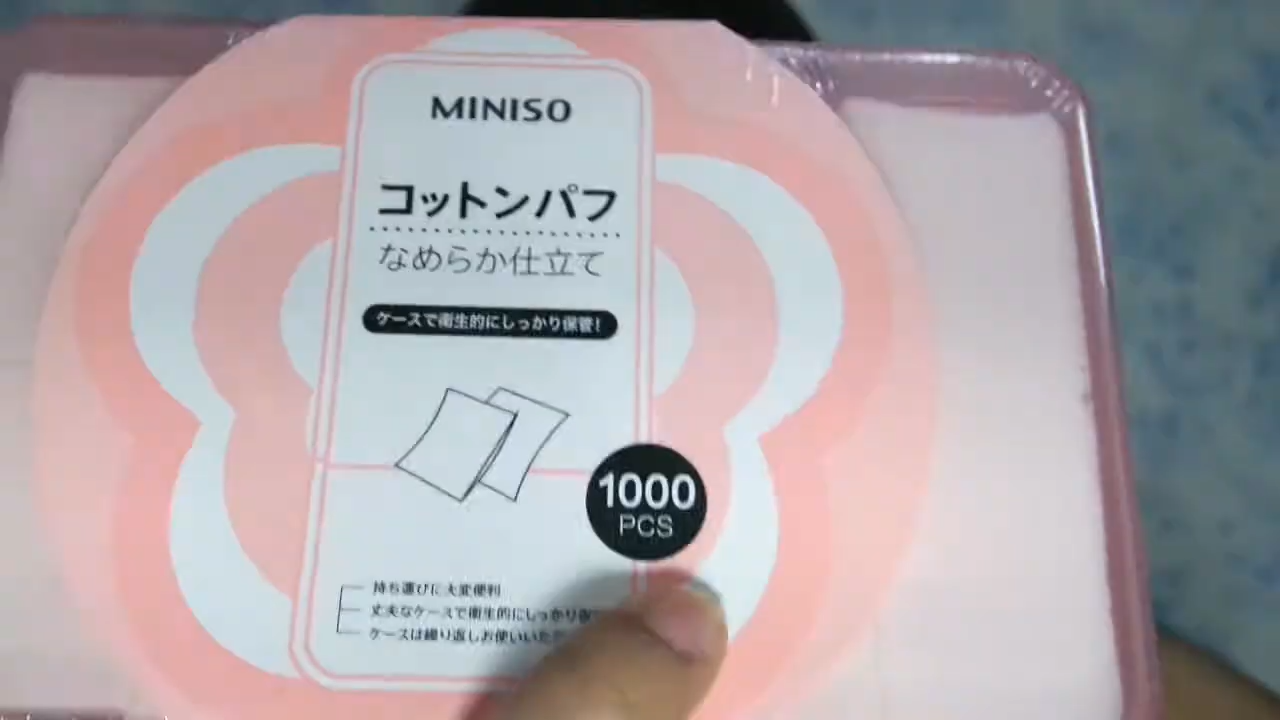 MINISO
コットンパフ
なめらか仕立て
ケースで衛生的にしっかり保管!
1000
PCS
持ち運びに大変便利
丈夫なケースで衛生的にしっかり保
ケースは繰り返しお使いいた